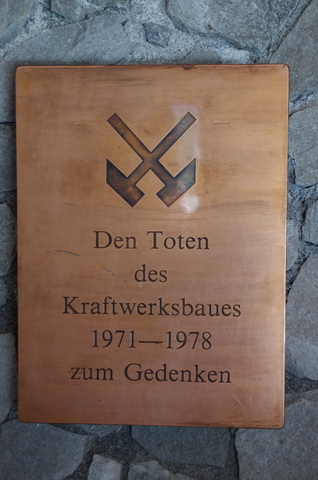 Den Toten
des
Kraftwerksbaues
1971—1978
zum Gedenken